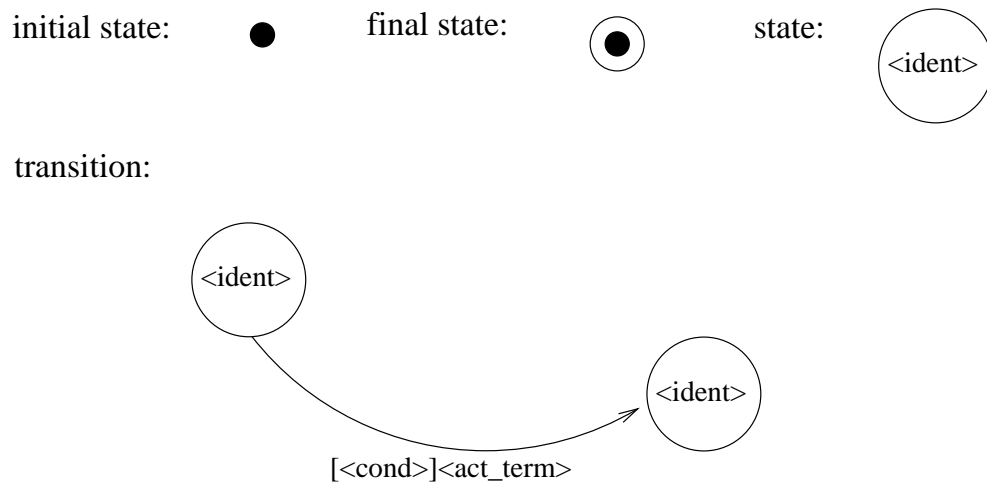 initial state: final state: state:
<ident>
transition:
<ident>
<ident>
[<cond>]<act_term>